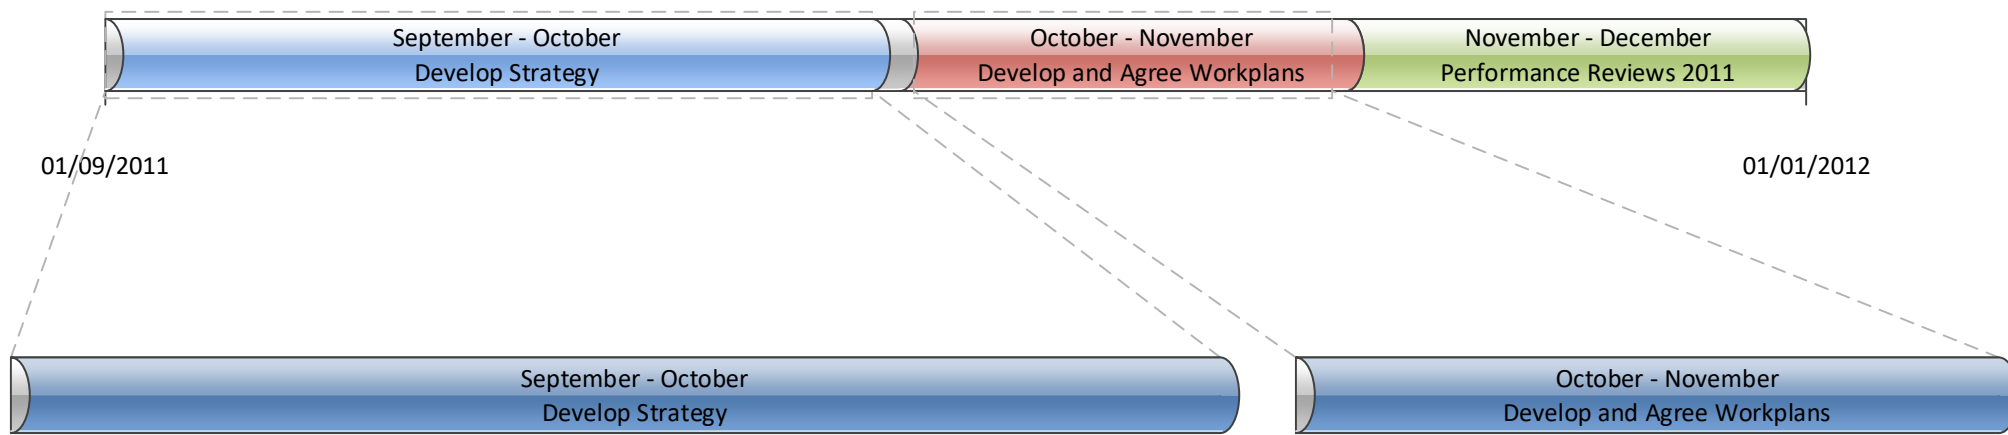 September - October
Develop Strategy
October - November
Develop and Agree Workplans
November - December
Performance Reviews 2011
01/09/2011
01/01/2012
September - October
Develop Strategy
October - November
Develop and Agree Workplans